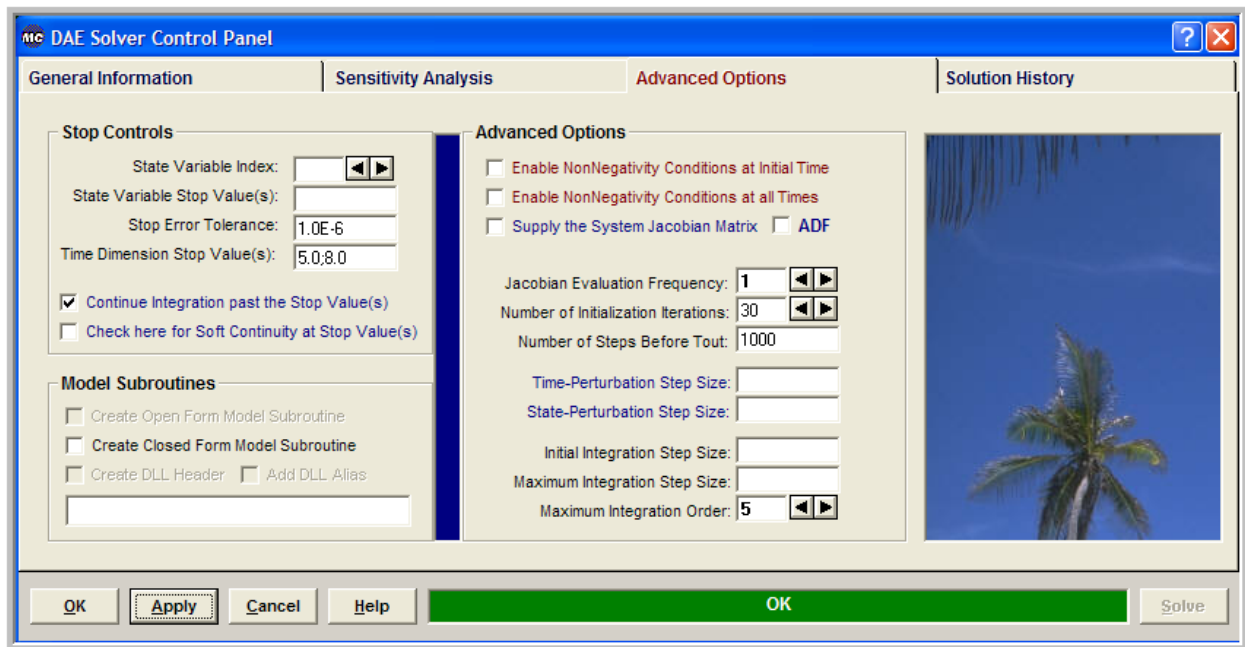 MC DAE Solver Control Panel
General Information Sensitivity Analysis Advanced Options Solution History
Stop Controls
State Variable Index:
State Variable Stop Value(s):
Stop Error Tolerance: 1.0E-6
Time Dimension Stop Value(s): 5.0;8.0
Continue Integration past the Stop Value(s)
Check here for Soft Continuity at Stop Value(s)
Model Subroutines
Create Open Form Model Subroutine
Create Closed Form Model Subroutine
Create DLL Header Add DLL Alias
Advanced Options
Enable NonNegativity Conditions at Initial Time
Enable NonNegativity Conditions at all Times
Supply the System Jacobian Matrix ADF
Jacobian Evaluation Frequency: 1
Number of Initialization Iterations: 30
Number of Steps Before Tout: 1000
Time-Perturbation Step Size:
State-Perturbation Step Size:
Initial Integration Step Size:
Maximum Integration Step Size:
Maximum Integration Order: 5
OK Apply Cancel Help OK Solve